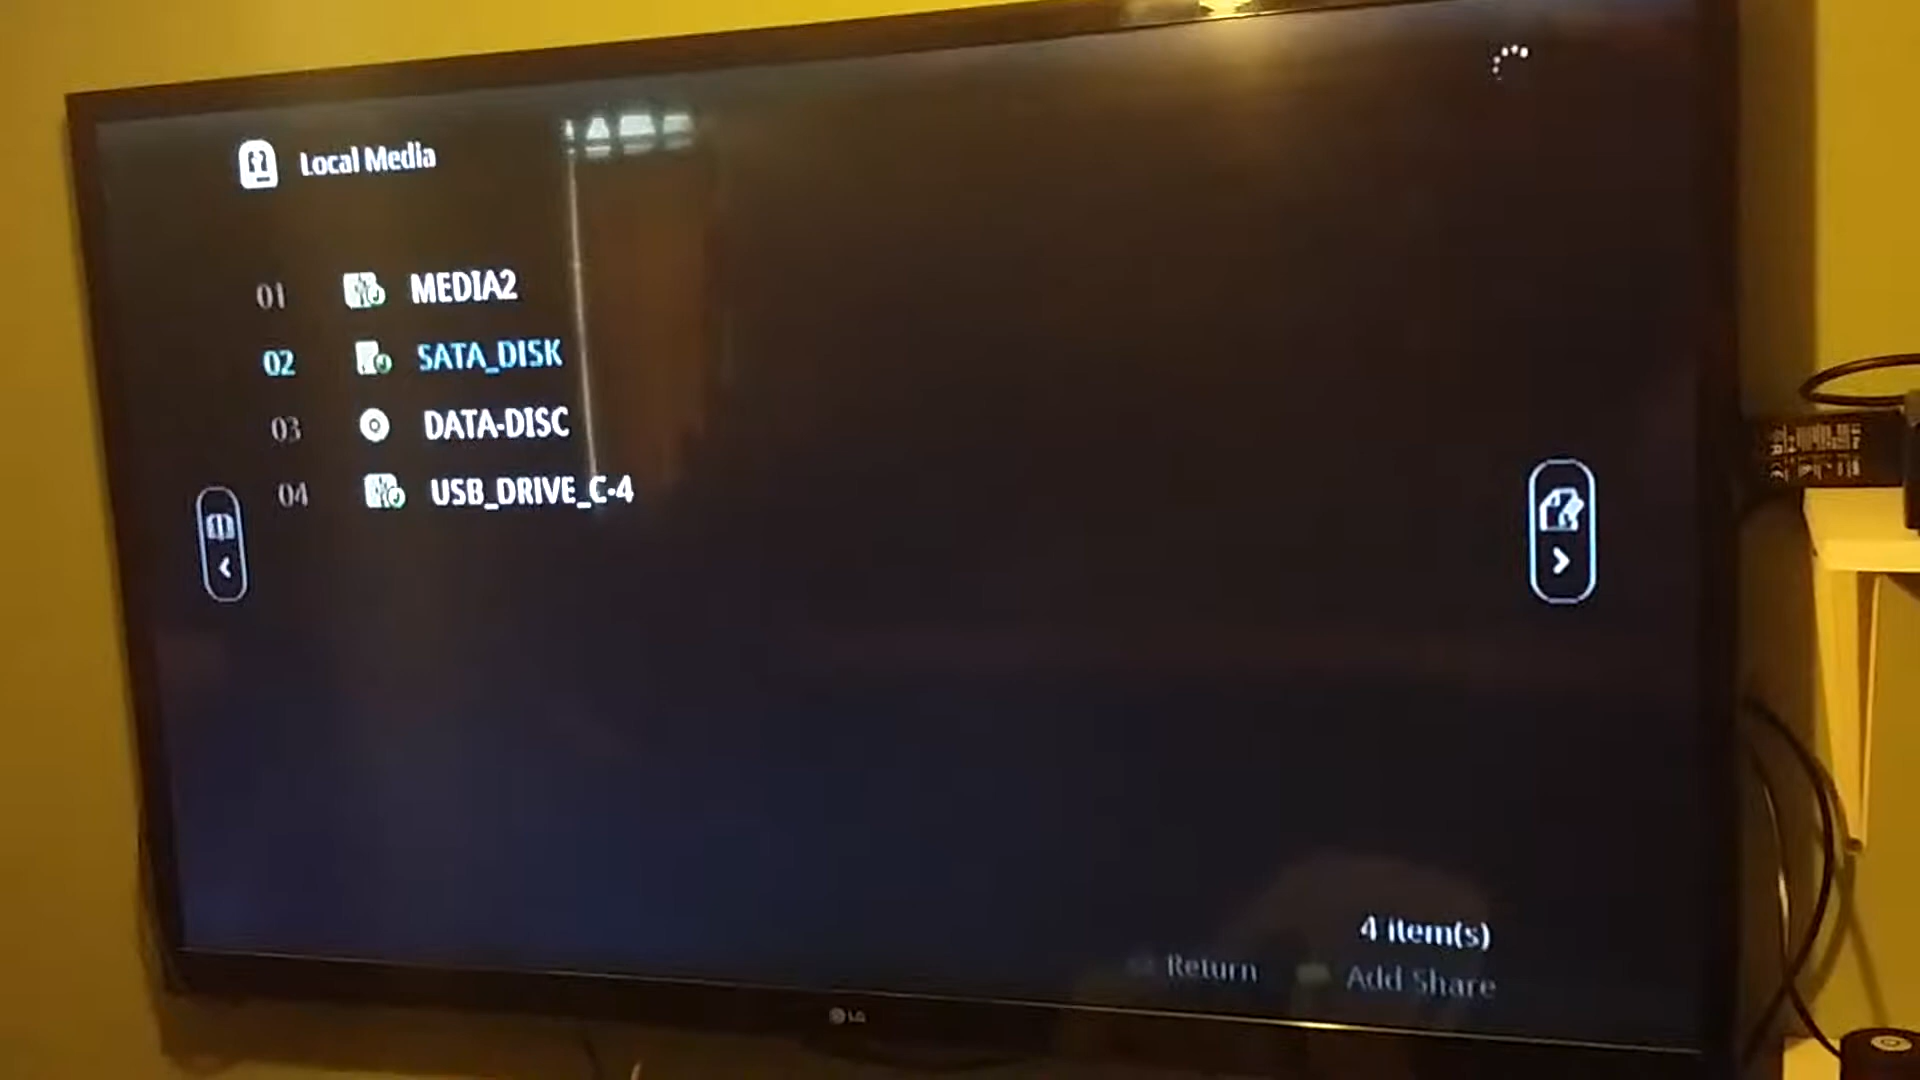 Local Media
01 MEDIA2
02 SATA_DISK
03 DATA-DISC
04 USB_DRIVE_C-4
4 item(s)
Return Add Share
LG